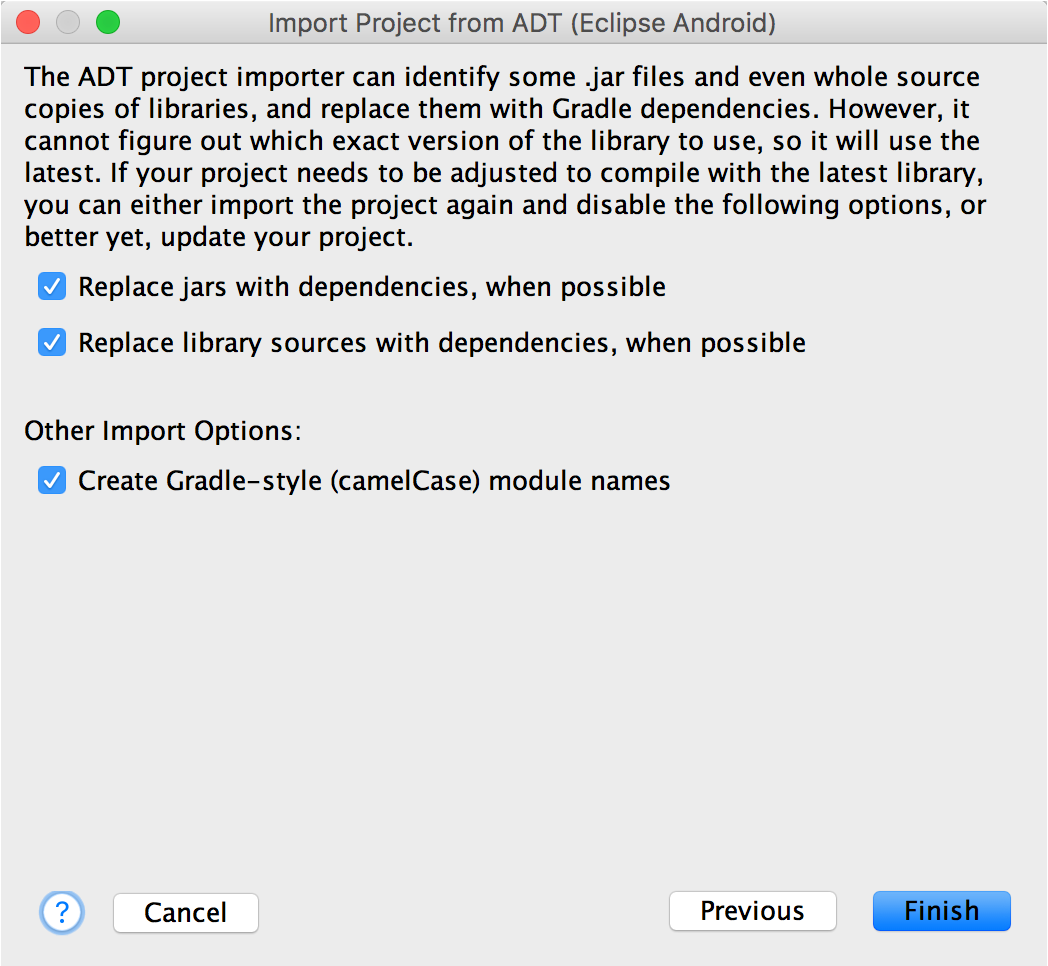 Import Project from ADT (Eclipse Android)
The ADT project importer can identify some .jar files and even whole source
copies of libraries, and replace them with Gradle dependencies. However, it
cannot figure out which exact version of the library to use, so it will use the
latest. If your project needs to be adjusted to compile with the latest library,
you can either import the project again and disable the following options, or
better yet, update your project.
Replace jars with dependencies, when possible
Replace library sources with dependencies, when possible
Other Import Options:
Create Gradle-style (camelCase) module names
? Cancel Previous Finish